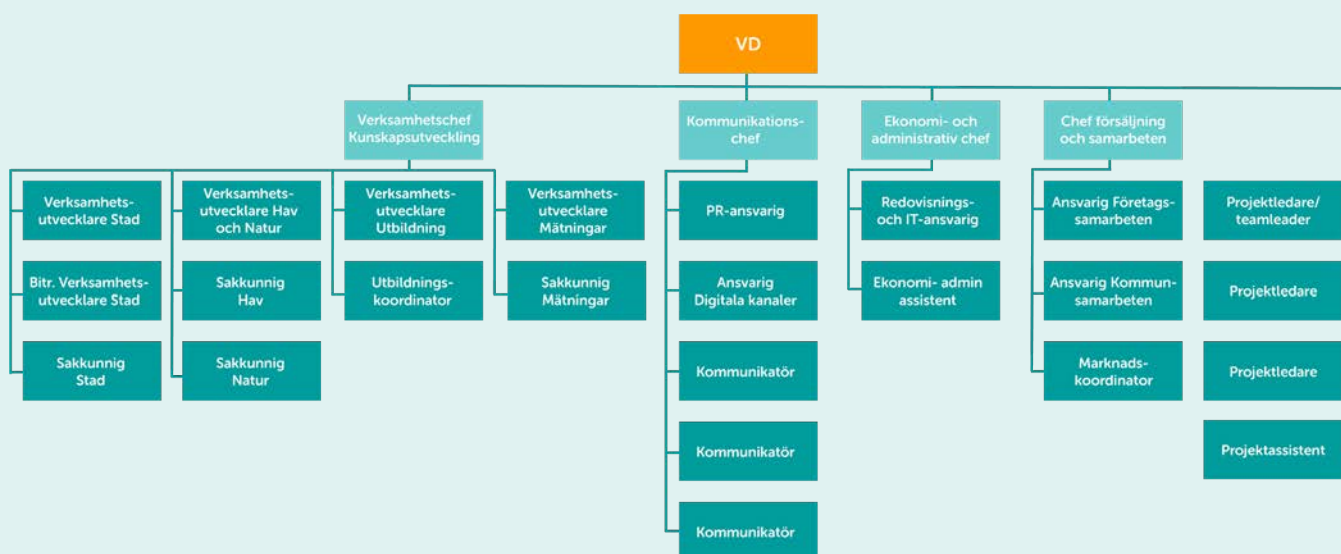 VD
Verksamhetschef
Kunskapsutveckling
Kommunikations-
chef
Ekonomi- och
administrativ chef
Chef försäljning
och samarbeten
Verksamhets-
utvecklare Stad
Bitr. Verksamhets-
utvecklare Stad
Sakkunnig
Stad
Verksamhets-
utvecklare Hav
och Natur
Sakkunnig
Hav
Sakkunnig
Natur
Verksamhets-
utvecklare
Utbildning
Utbildnings-
koordinator
Verksamhets-
utvecklare
Mätningar
Sakkunnig
Mätningar
PR-ansvarig
Ansvarig
Digitala kanaler
Kommunikatör
Kommunikatör
Kommunikatör
Redovisnings-
och IT-ansvarig
Ekonomi- admin
assistent
Ansvarig Företags-
samarbeten
Ansvarig Kommun-
samarbeten
Marknads-
koordinator
Projektledare/
teamleader
Projektledare
Projektledare
Projektassistent